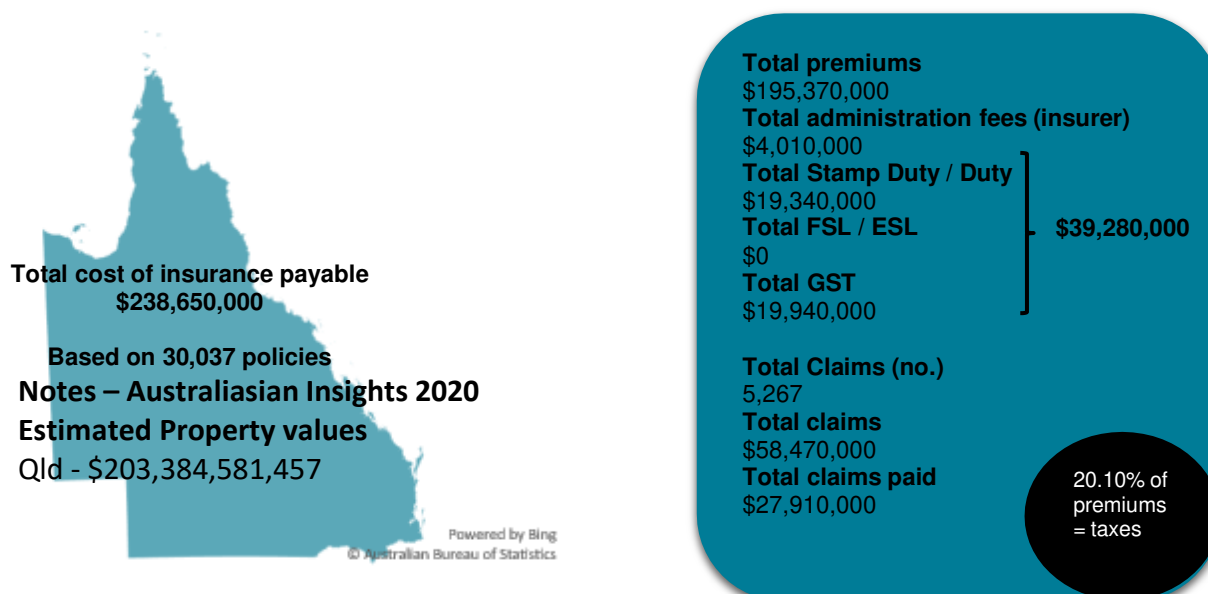 Total cost of insurance payable
$238,650,000
Based on 30,037 policies
Notes – Australiasian Insights 2020
Estimated Property values
Qld - $203,384,581,457
Powered by Bing
© Australian Bureau of Statistics
Total premiums
$195,370,000
Total administration fees (insurer)
$4,010,000
Total Stamp Duty / Duty
$19,340,000
Total FSL / ESL
$0
Total GST
$19,940,000
$39,280,000
Total Claims (no.)
5,267
Total claims
$58,470,000
Total claims paid
$27,910,000
20.10% of
premiums
= taxes